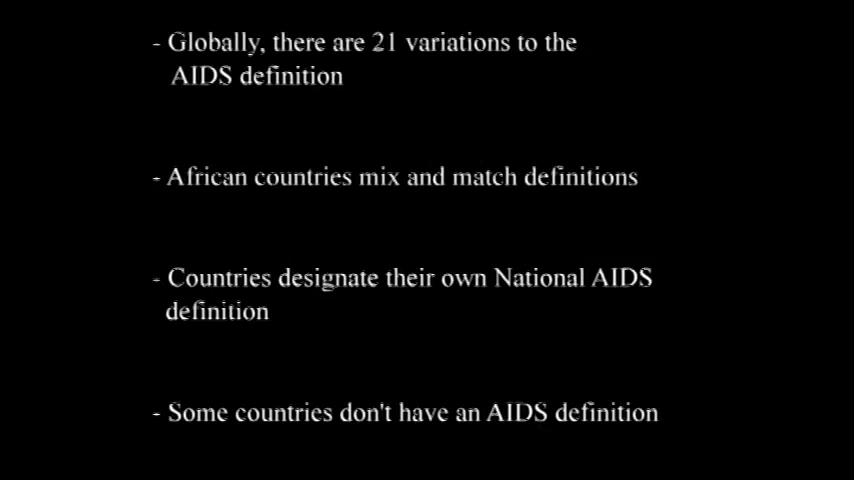 - Globally, there are 21 variations to the
AIDS definition
- African countries mix and match definitions
- Countries designate their own National AIDS
definition
- Some countries don't have an AIDS definition